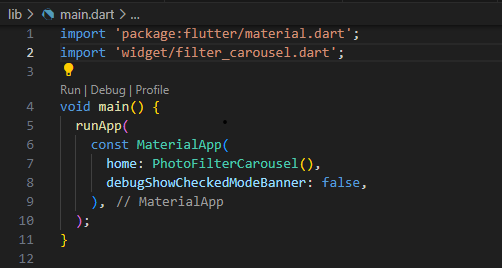 lib > main.dart > ...
1 import 'package:flutter/material.dart';
2 import 'widget/filter_carousel.dart';
3
Run | Debug | Profile
4 void main() {
5   runApp(
6     const MaterialApp(
7       home: PhotoFilterCarousel(),
8       debugShowCheckedModeBanner: false,
9     ), // MaterialApp
10   );
11 }
12